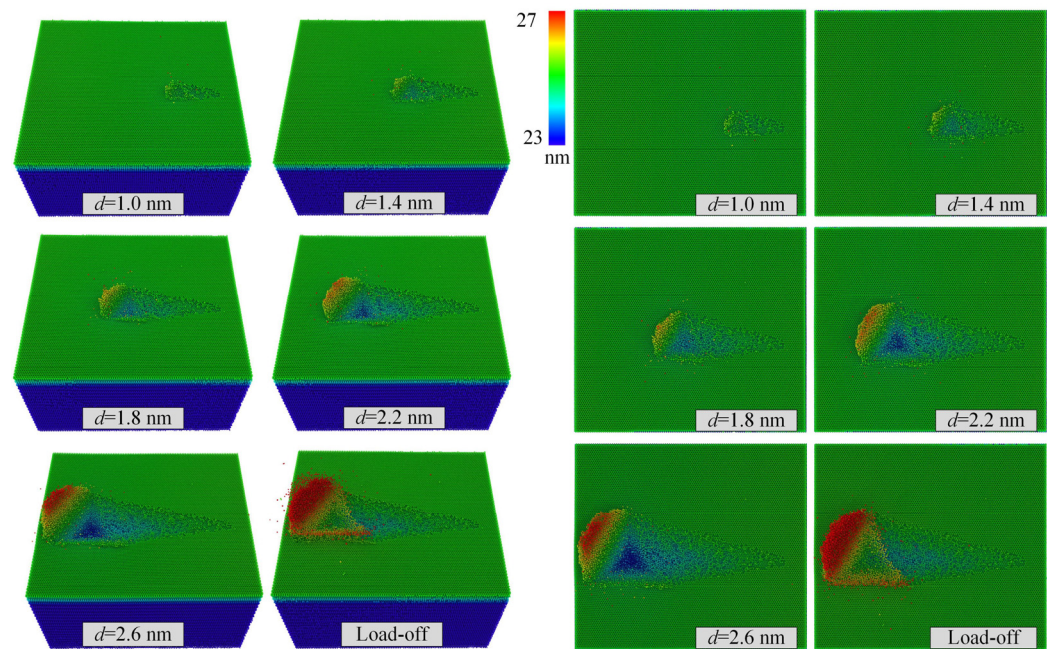 27
23
nm
d=1.0 nm
d=1.4 nm
d=1.0 nm
d=1.4 nm
d=1.8 nm
d=2.2 nm
d=1.8 nm
d=2.2 nm
d=2.6 nm
Load-off
d=2.6 nm
Load-off